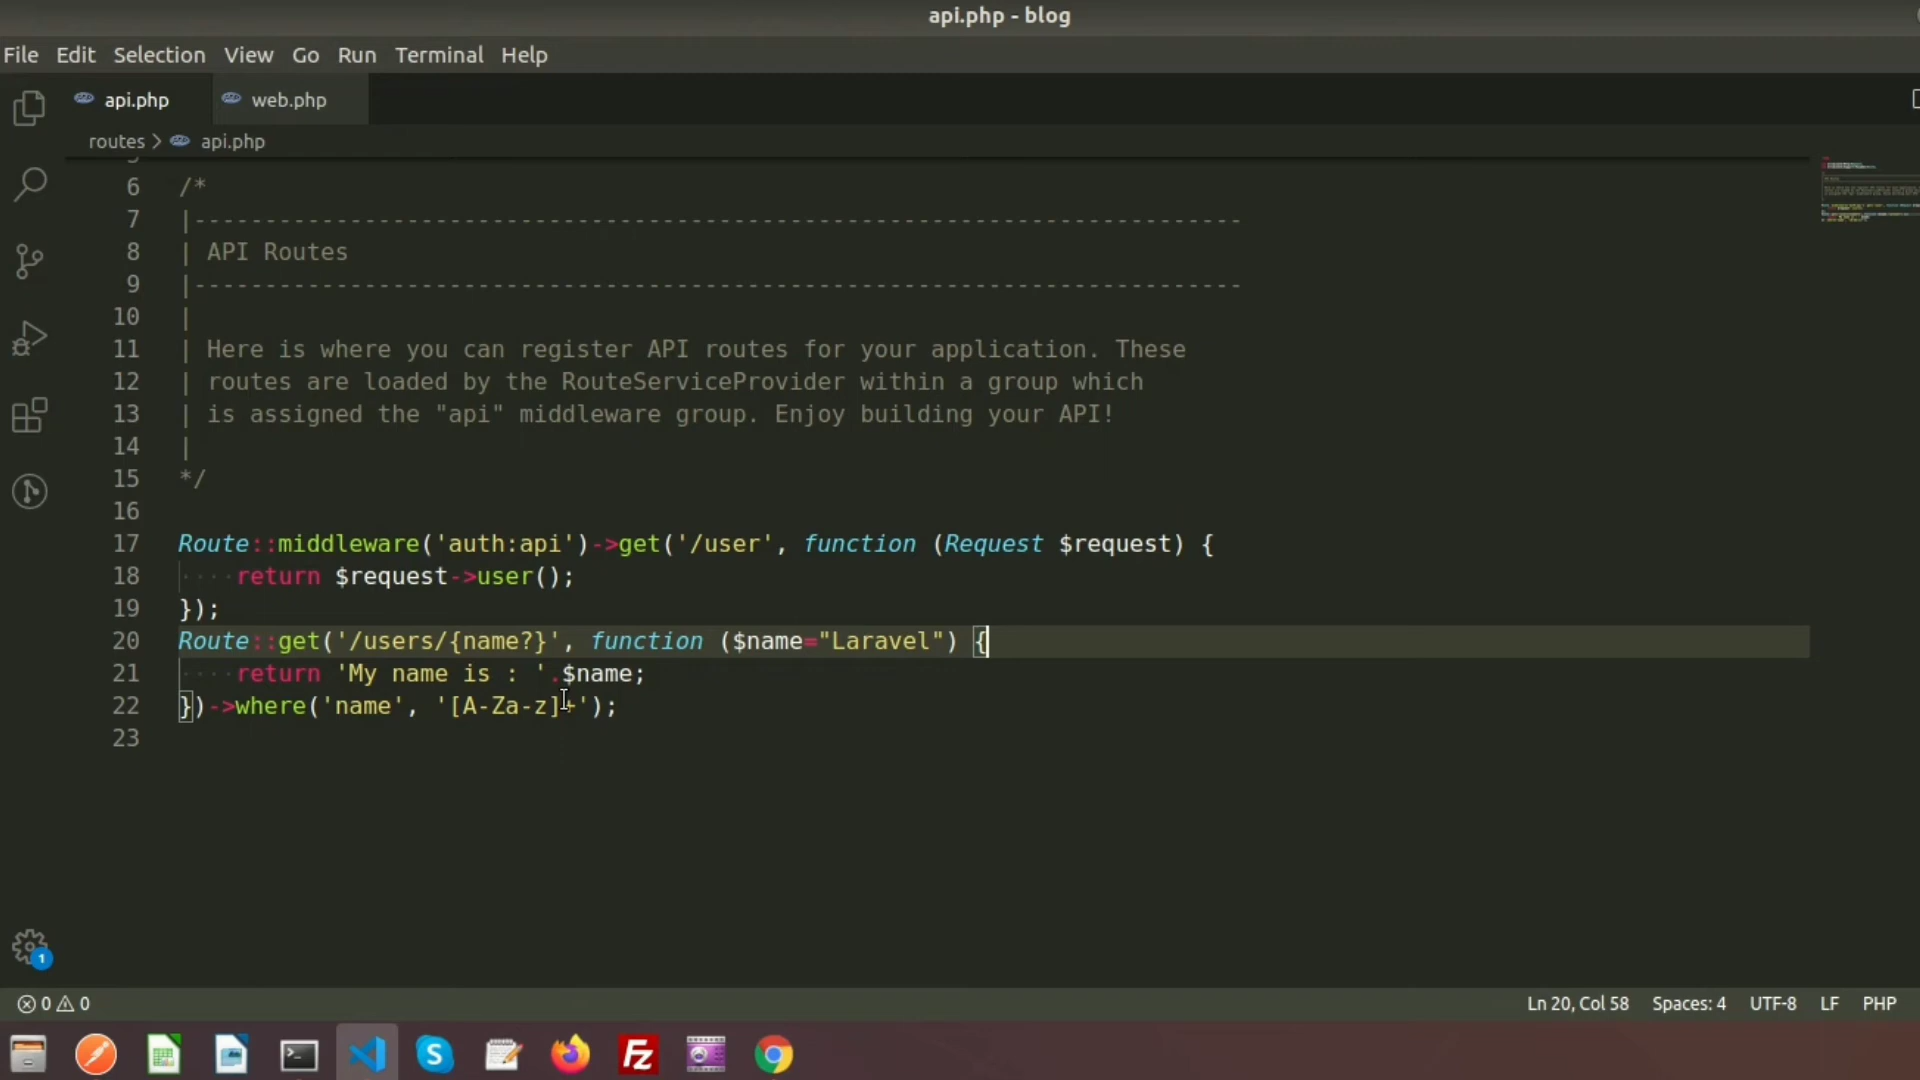 api.php - blog
File Edit Selection View Go Run Terminal Help
api.php web.php
routes > api.php
6 /*
7 |--------------------------------------------------------------------------
8 | API Routes
9 |--------------------------------------------------------------------------
10 |
11 | Here is where you can register API routes for your application. These
12 | routes are loaded by the RouteServiceProvider within a group which
13 | is assigned the "api" middleware group. Enjoy building your API!
14 |
15 */
16
17 Route::middleware('auth:api')->get('/user', function (Request $request) {
18     return $request->user();
19 });
20 Route::get('/users/{name?}', function ($name="Laravel") {
21     return 'My name is : '.$name;
22 })->where('name', '[A-Za-z]+');
23
1
0 0 Ln 20, Col 58 Spaces: 4 UTF-8 LF PHP
S Fz